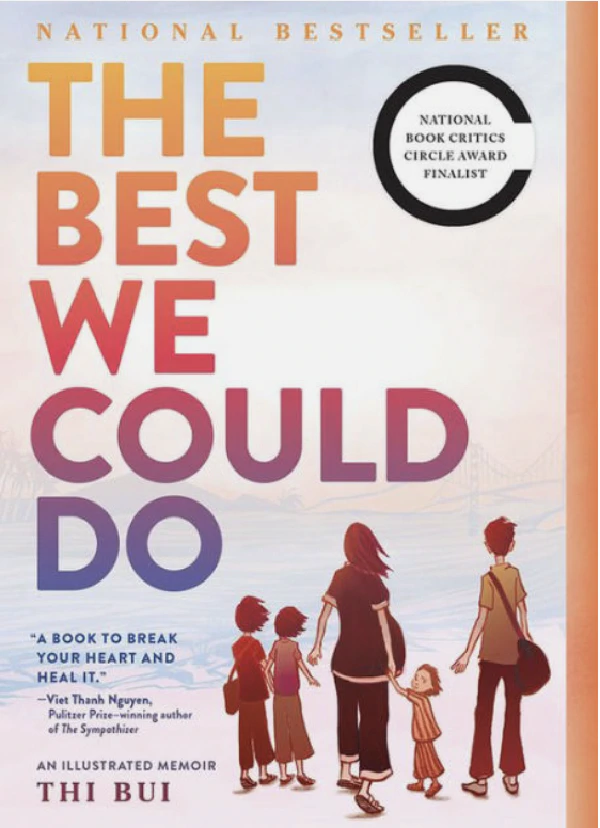 NATIONAL BESTSELLER
THE
BEST
WE
COULD
DO
NATIONAL
BOOK CRITICS
CIRCLE AWARD
FINALIST
“A BOOK TO BREAK
YOUR HEART AND
HEAL IT.”
—Viet Thanh Nguyen,
Pulitzer Prize–winning author
of The Sympathizer
AN ILLUSTRATED MEMOIR
THI BUI